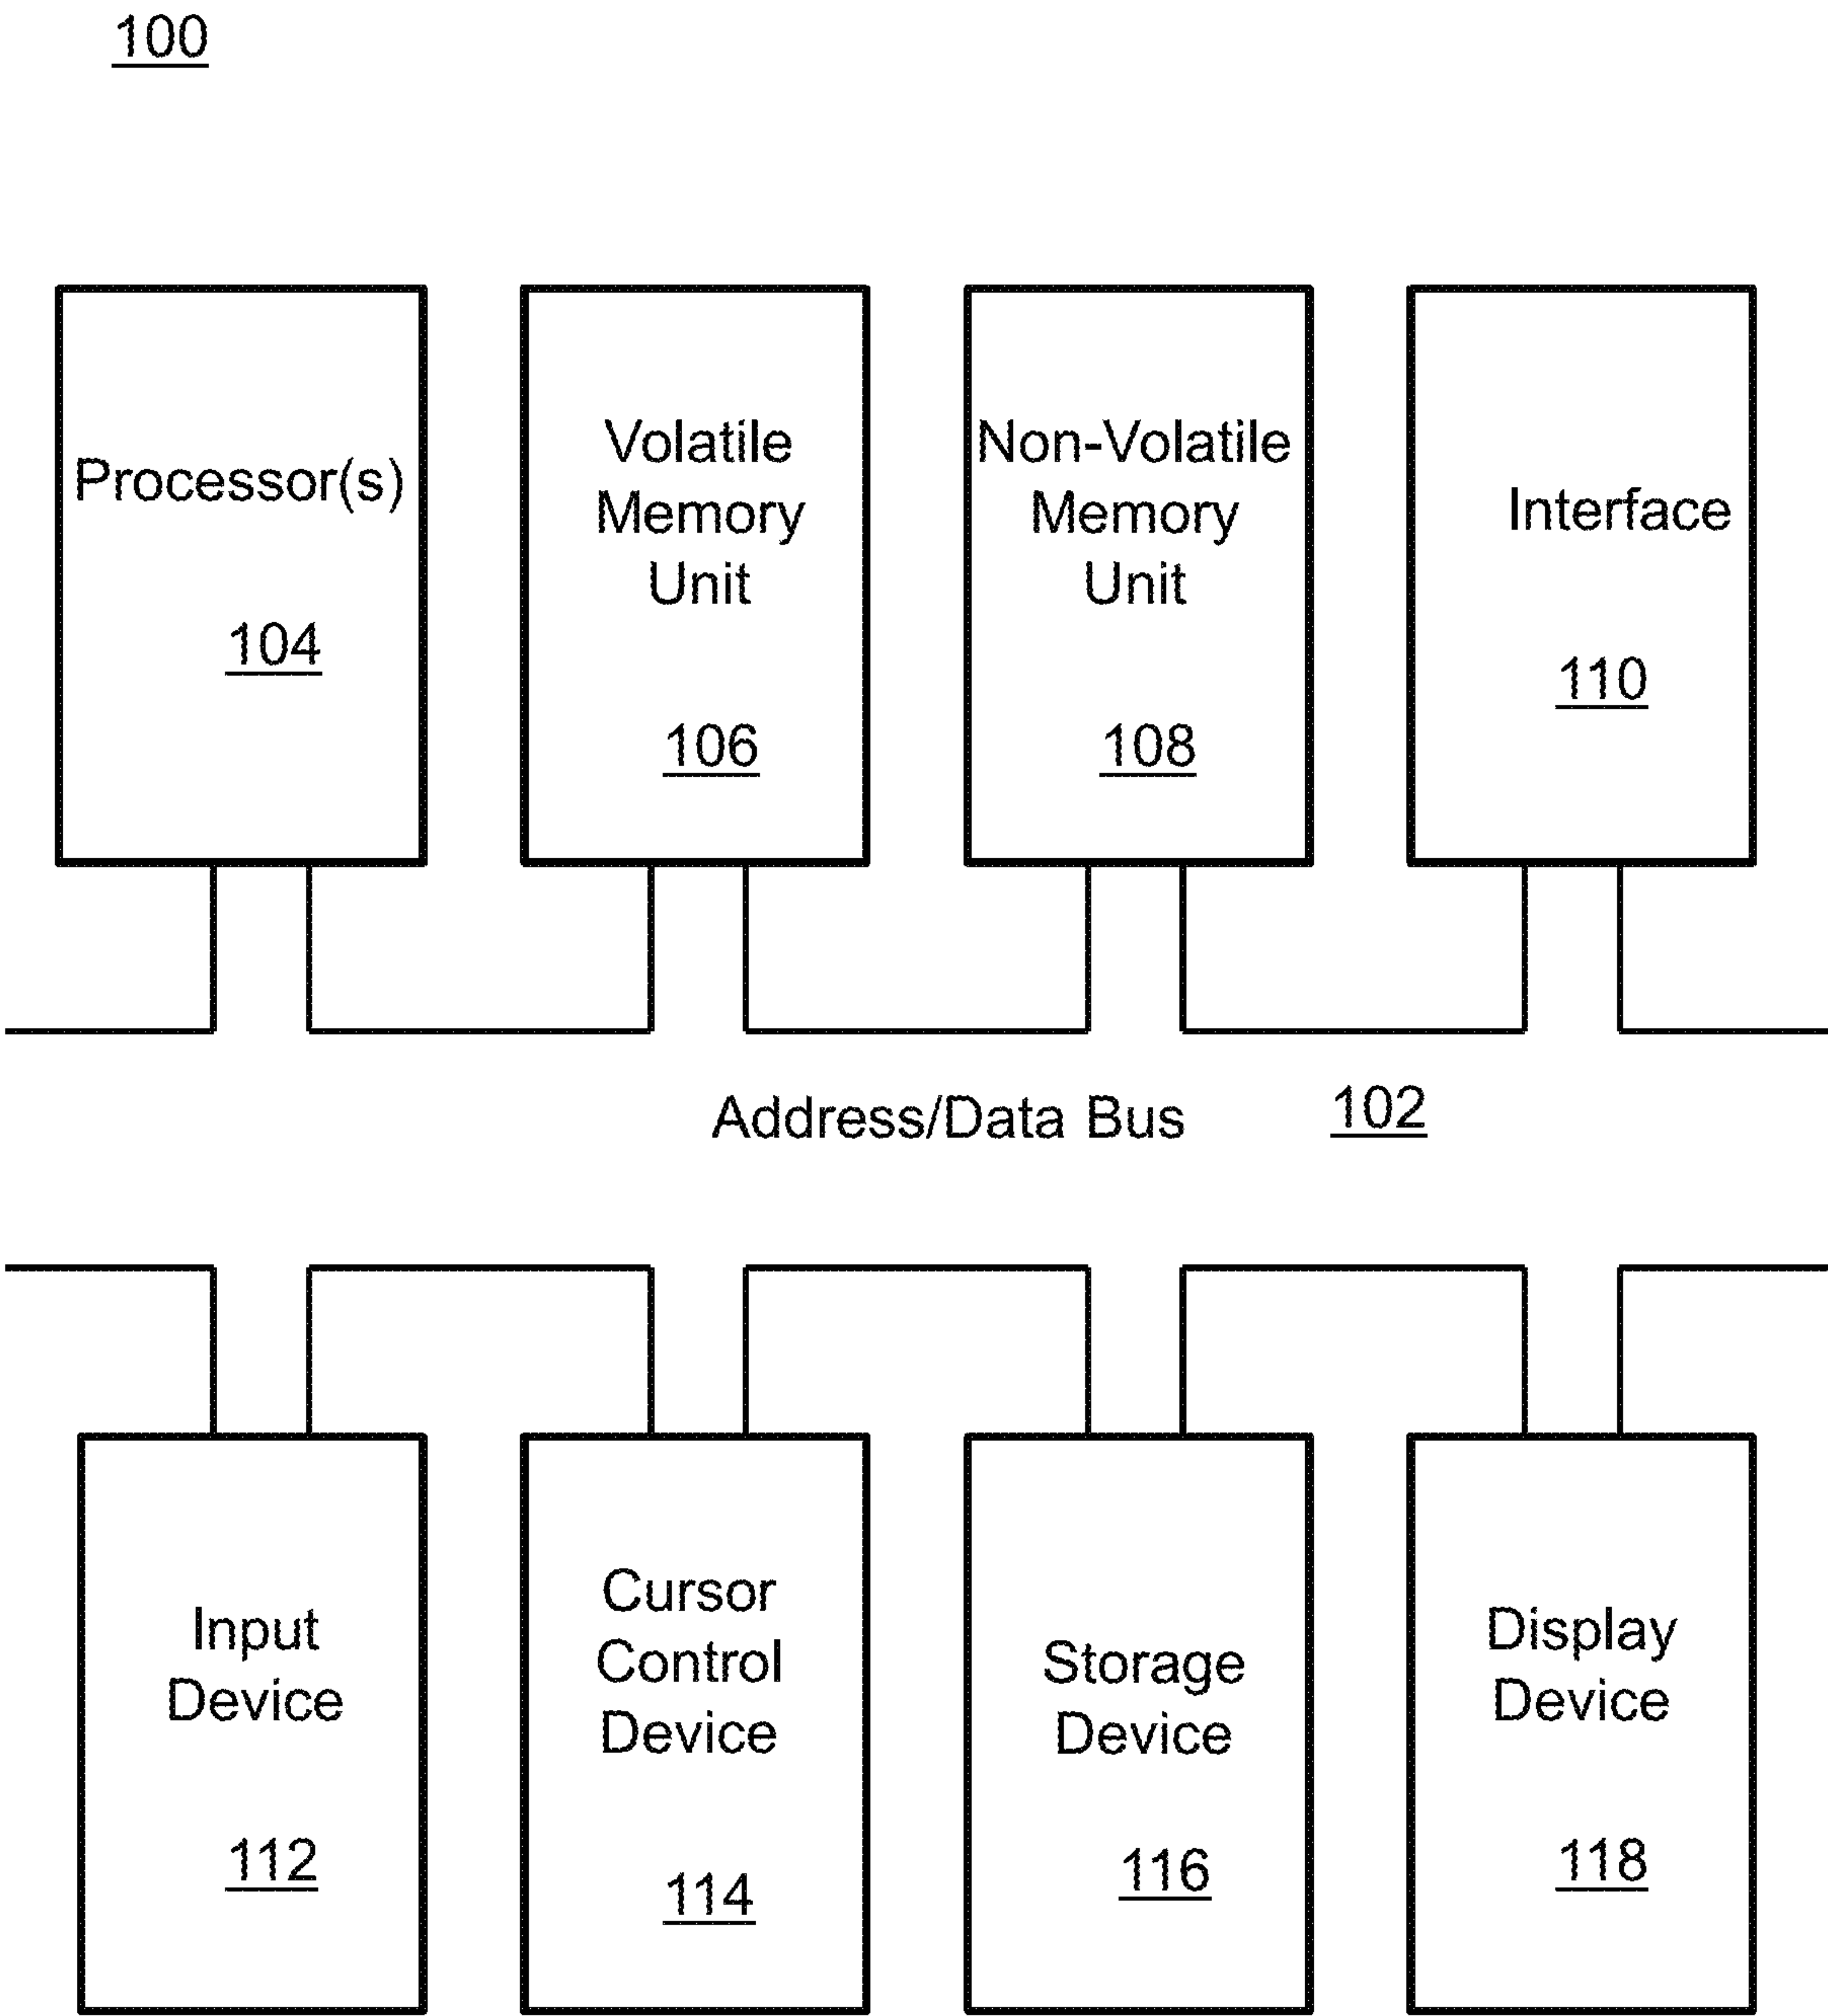 100
Processor(s)
104
Volatile
Memory
Unit
106
Non-Volatile
Memory
Unit
108
Interface
110
Address/Data Bus 102
Input
Device
112
Cursor
Control
Device
114
Storage
Device
116
Display
Device
118